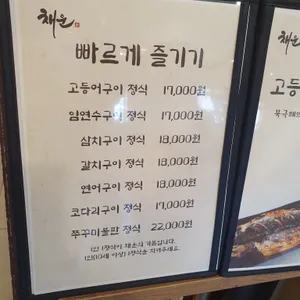 채운
빠르게 즐기기
고등어구이 정식 17,000원
임연수구이 정식 17,000원
삼치구이 정식 18,000원
갈치구이 정식 18,000원
연어구이 정식 18,000원
코다리구이 정식 17,000원
쭈꾸미볶음 정식 22,000원
채운
고등